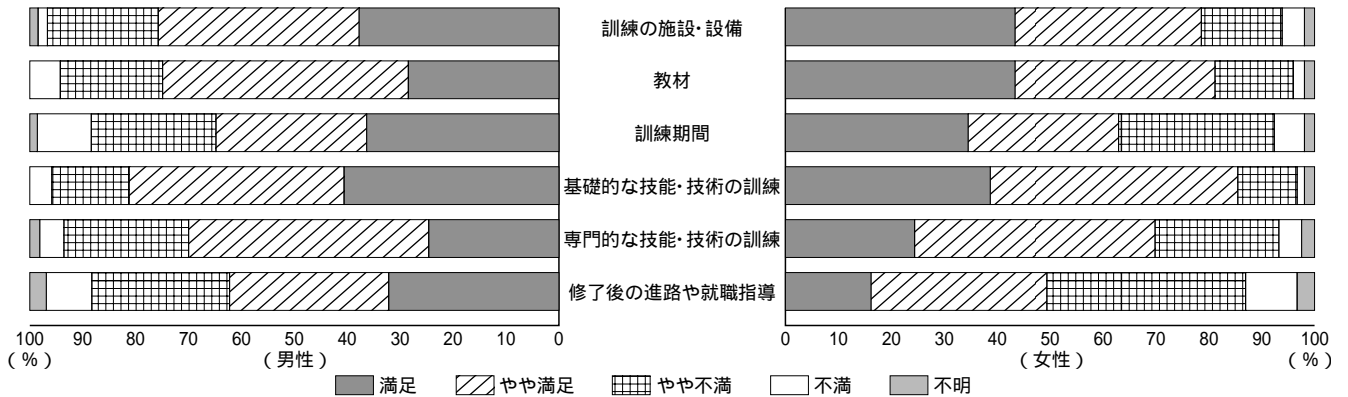 訓練の施設・設備
教材
訓練期間
基礎的な技能・技術の訓練
専門的な技能・技術の訓練
修了後の進路や就職指導
100 90 80 70 60 50 40 30 20 10 0
(%) (男性)
0 10 20 30 40 50 60 70 80 90 100
(女性) (%)
満足 やや満足 やや不満 不満 不明